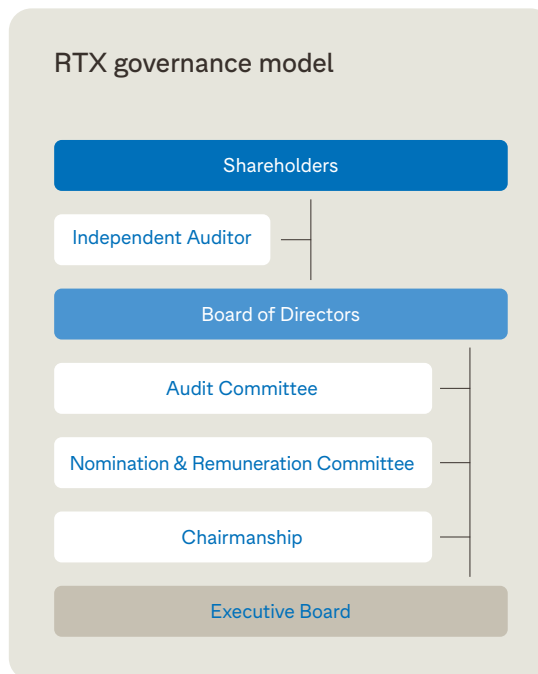 RTX governance model
Shareholders
Independent Auditor
Board of Directors
Audit Committee
Nomination & Remuneration Committee
Chairmanship
Executive Board